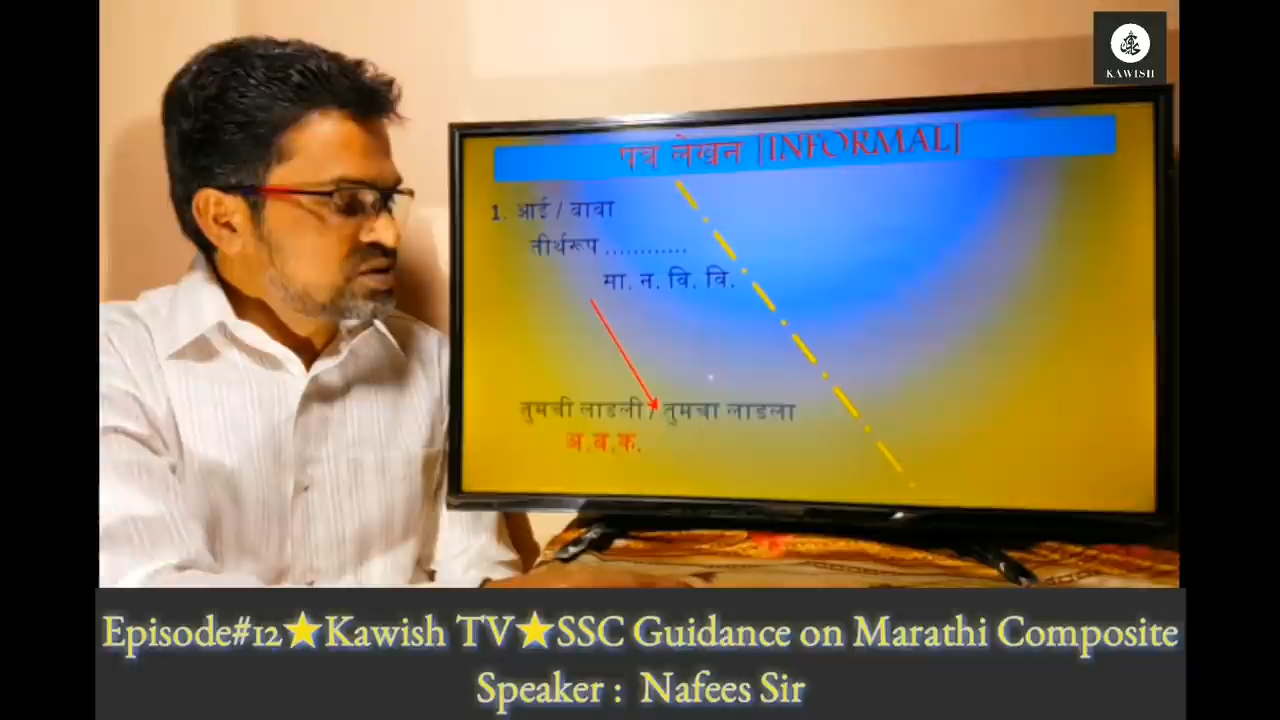 KAWISH
पत्र लेखन [INFORMAL]
1. आई / बाबा
तीर्थरूप ............
मा. न. वि. वि.
तुमची लाडली / तुमचा लाडला
अ.ब.क.
Episode#12★Kawish TV★SSC Guidance on Marathi Composite
Speaker : Nafees Sir